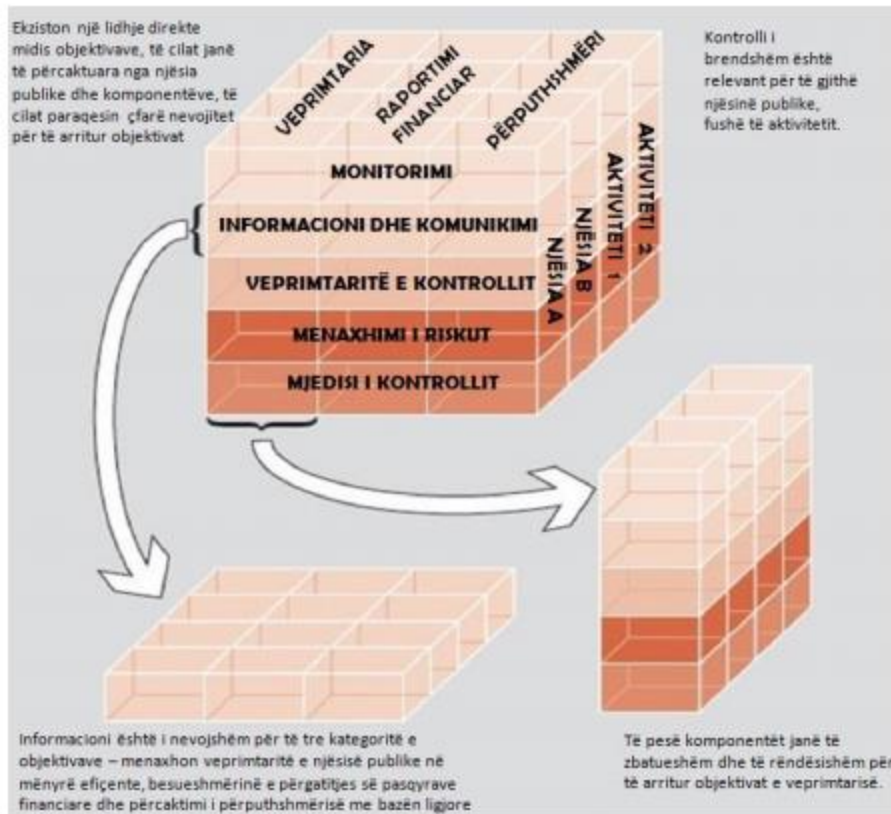 Ekziston një lidhje direkte
midis objektivave, të cilat janë
të përcaktuara nga njësia
publike dhe komponentëve, të
cilat paraqesin çfarë nevojitet
për të arritur objektivat
Kontrolli i
brendshëm është
relevant për të gjithë
njësinë publike,
fushë të aktivitetit.
VEPRIMTARIA
RAPORTIMI
FINANCIAR
PËRPUTHSHMËRI
MONITORIMI
INFORMACIONI DHE KOMUNIKIMI
VEPRIMTARITË E KONTROLLIT
MENAXHIMI I RISKUT
MJEDISI I KONTROLLIT
NJËSIA A
NJËSIA B
AKTIVITETI 1
AKTIVITETI 2
Informacioni është i nevojshëm për të tre kategoritë e
objektivave – menaxhon veprimtaritë e njësisë publike në
mënyrë efiçente, besueshmërinë e përgatitjes së pasqyrave
financiare dhe përcaktimi i përputhshmërisë me bazën ligjore
Të pesë komponentët janë të
zbatueshëm dhe të rëndësishëm për
të arritur objektivat e veprimtarisë.